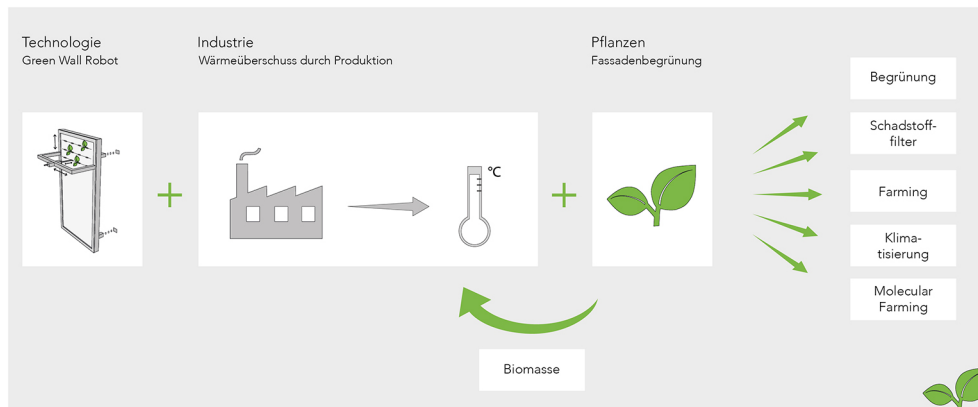 Technologie
Green Wall Robot
Industrie
Wärmeüberschuss durch Produktion
Pflanzen
Fassadenbegrünung
°C
Begrünung
Schadstoff-
filter
Farming
Klima-
tisierung
Molecular
Farming
Biomasse